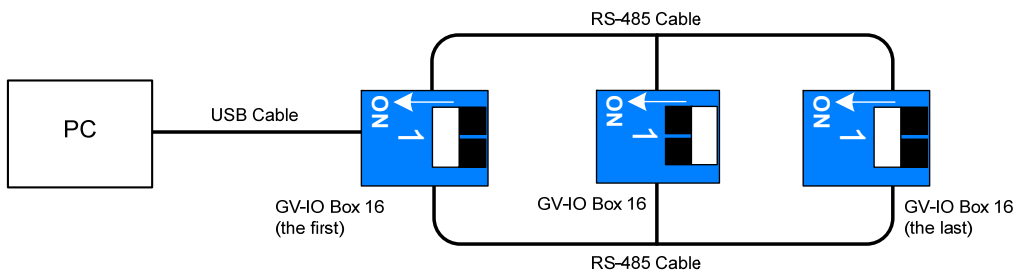 RS-485 Cable
PC
USB Cable
ON
1
ON
1
ON
1
GV-IO Box 16
(the first)
GV-IO Box 16
GV-IO Box 16
(the last)
RS-485 Cable